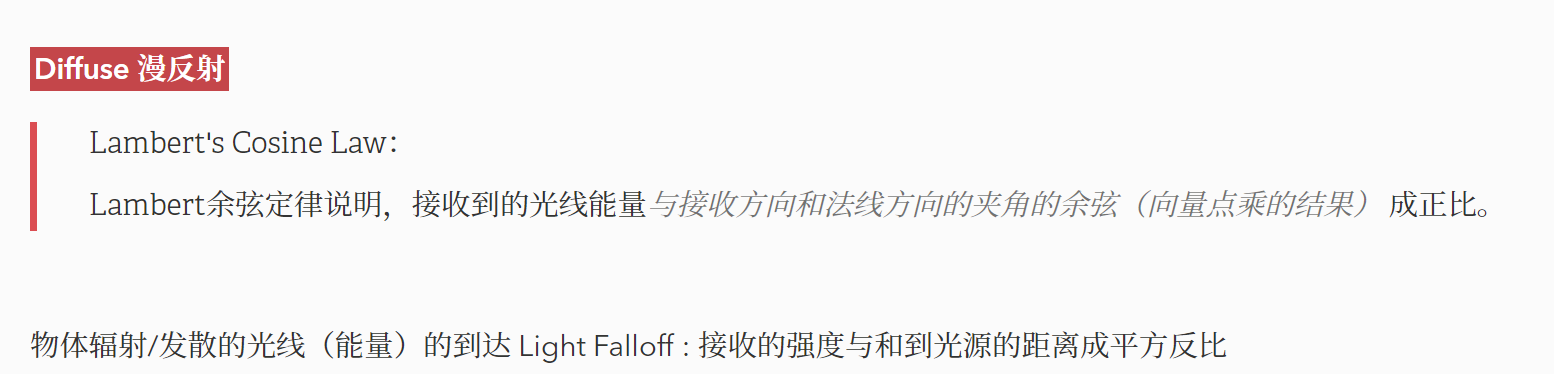 Diffuse 漫反射
Lambert's Cosine Law：
Lambert余弦定律说明，接收到的光线能量与接收方向和法线方向的夹角的余弦（向量点乘的结果） 成正比。
物体辐射/发散的光线（能量）的到达 Light Falloff : 接收的强度与和到光源的距离成平方反比